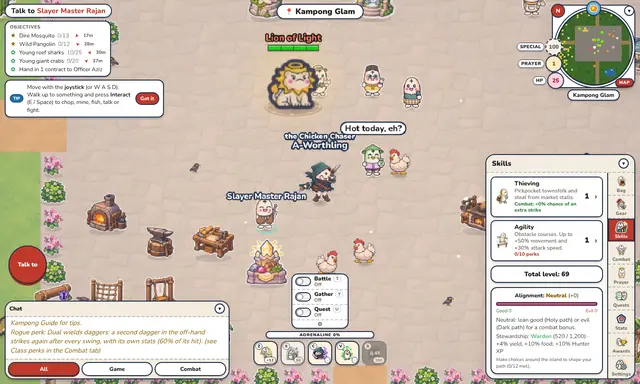 Talk to Slayer Master Rajan
OBJECTIVES
Dire Mosquito 0/13 17m
Wild Pangolin 0/12 28m
Young reef sharks 10/25 30m
Young giant crabs 0/20 27m
Hand in 1 contract to Officer Aziz
TIP
Move with the joystick (or W A S D).
Walk up to something and press Interact
(E / Space) to chop, mine, fish, talk or
fight.
Got it
Kampong Glam
Lion of Light
N
SPECIAL 100
PRAYER 1
HP 25
MAP
Kampong Glam
Hot today, eh?
the Chicken Chaser
A-Worthling
Slayer Master Rajan
Talk to
Skills
Thieving
Pickpocket townsfolk and
steal from market stalls.
Combat: +0% chance of an
extra strike
1
Agility
Obstacle courses. Up to
+50% movement and
+30% attack speed.
0/10 perks
1
Total level: 69
Alignment: Neutral (+0)
Good 0
Evil 0
Neutral: lean good (Holy path) or evil
(Dark path) for a combat bonus.
Stewardship: Warden (520 / 1,200) ·
+4% yield, +10% food, +10% Hunter
XP
Make choices around the island to shape your
path (0/12 met).
Bag
Gear
Skills
Combat
Prayer
Quests
Stats
Awards
Settings
Battle
Off
Gather
Off
Quest
Off
ADRENALINE 0%
Chat
Kampong Guide for tips.
Rogue perk: Dual wields daggers: a second dagger in the off-hand
strikes again after every swing, with its own stats (60% of its hit). (see
Class perks in the Combat tab)
All
Game
Combat